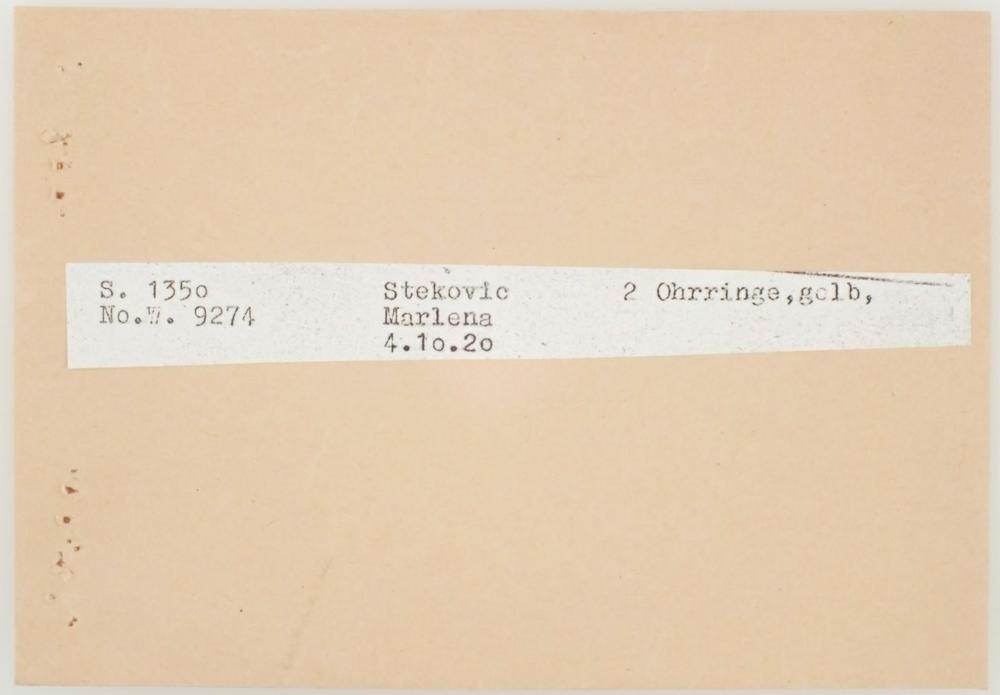 S. 135o
No.W. 9274
Stekovic
Marlena
4.1o.2o
2 Ohrringe,gelb,